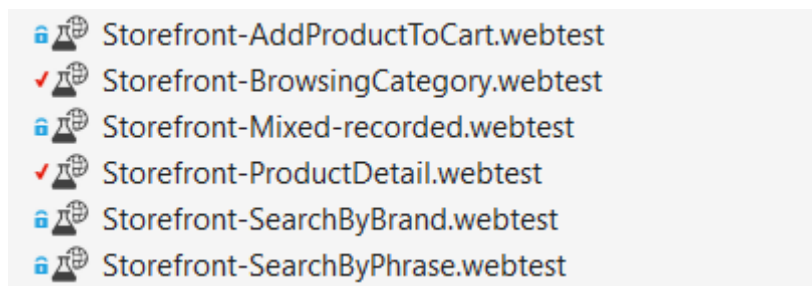 Storefront-AddProductToCart.webtest
Storefront-BrowsingCategory.webtest
Storefront-Mixed-recorded.webtest
Storefront-ProductDetail.webtest
Storefront-SearchByBrand.webtest
Storefront-SearchByPhrase.webtest